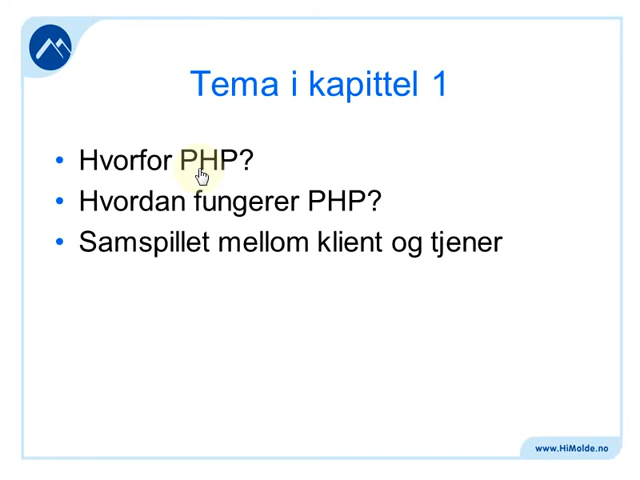 Tema i kapittel 1
• Hvorfor PHP?
• Hvordan fungerer PHP?
• Samspillet mellom klient og tjener
www.HiMolde.no